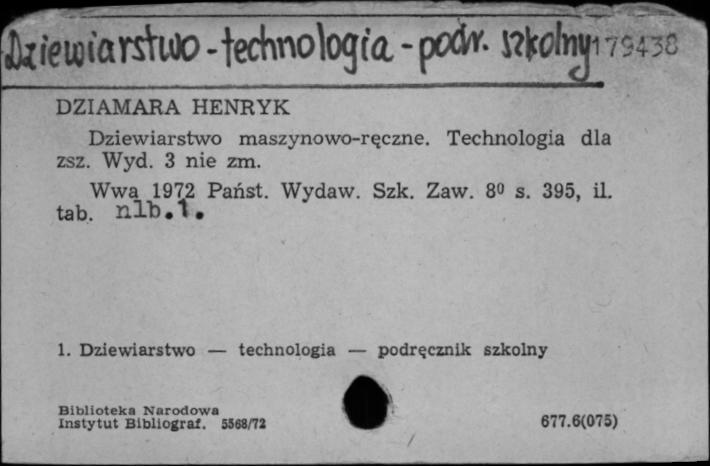 Dziewiarstwo - technologia - podr. szkolny 179438
DZIAMARA HENRYK
Dziewiarstwo maszynowo-ręczne. Technologia dla
zsz. Wyd. 3 nie zm.
Wwa 1972 Państ. Wydaw. Szk. Zaw. 8⁰ s. 395, il.
tab. nlb.1.
1. Dziewiarstwo — technologia — podręcznik szkolny
Biblioteka Narodowa
Instytut Bibliograf. 5568/72 677.6(075)